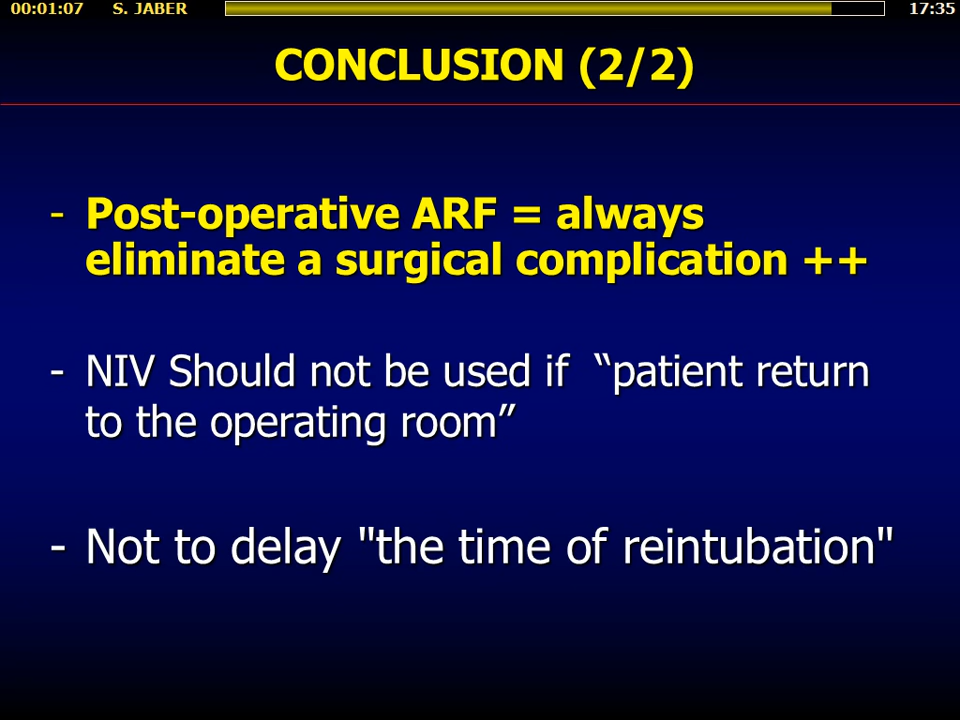 00:01:07 S. JABER 17:35
CONCLUSION (2/2)
- Post-operative ARF = always
eliminate a surgical complication ++
- NIV Should not be used if “patient return
to the operating room”
- Not to delay "the time of reintubation"